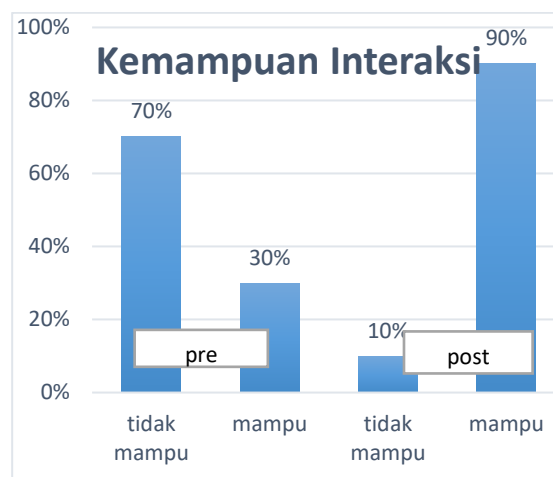 Kemampuan Interaksi
100%
80%
60%
40%
20%
0%
70%
30%
10%
90%
pre
post
tidak
mampu
mampu
tidak
mampu
mampu